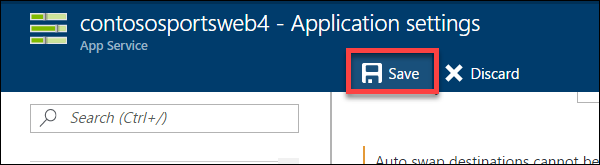 contososportsweb4 - Application settings
App Service
Save
Discard
Search (Ctrl+/)
Auto swap destinations cannot be